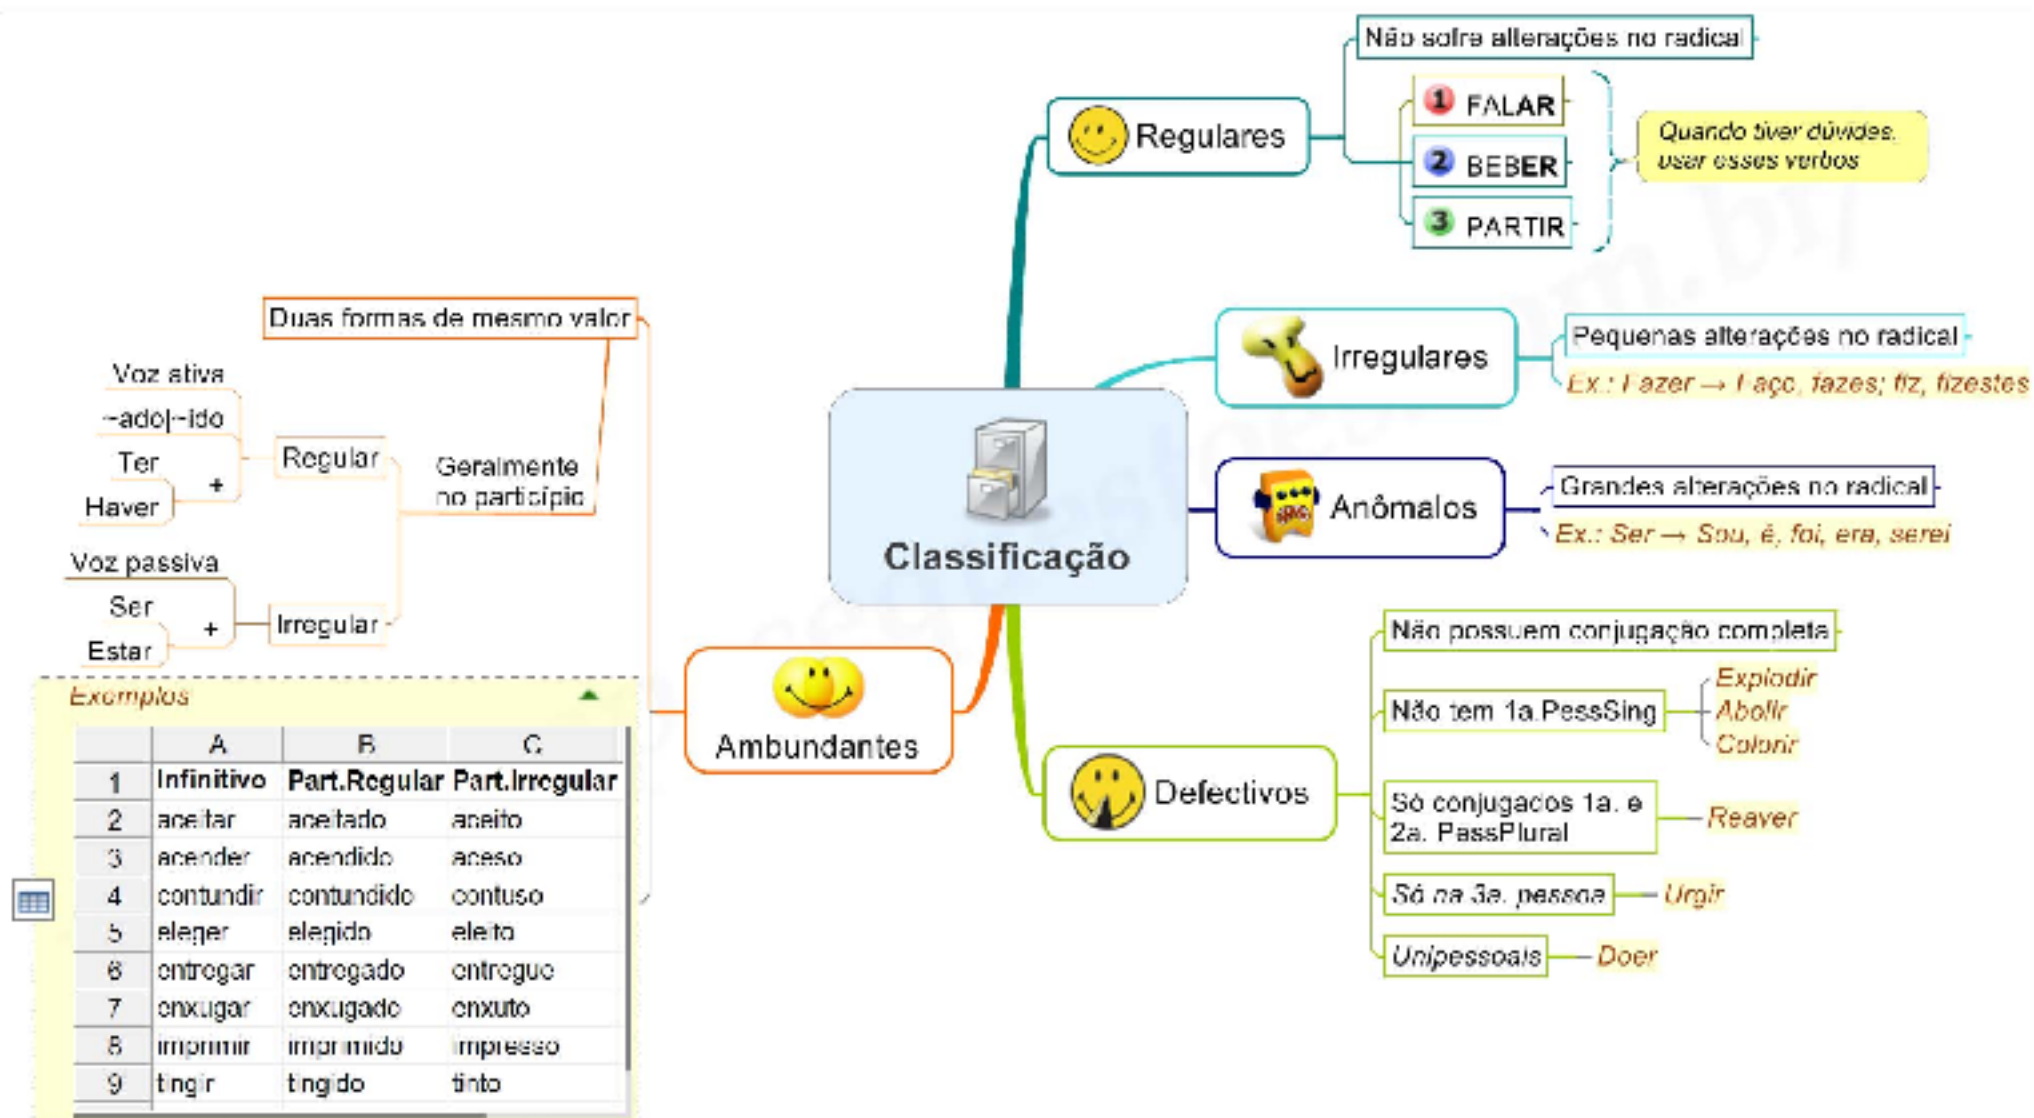 Não sofre alterações no radical
1 FALAR
Regulares
2 BEBER
3 PARTIR
Quando tiver dúvides,
usar esses verbos
Irregulares
Pequenas alterações no radical
Ex.: Fazer → Faço, fazes; fiz, fizestes
Classificação
Anômalos
Grandes alterações no radical
Ex.: Ser → Sou, é, foi, era, serei
Defectivos
Não possuem conjugação completa
Não tem 1a.PessSing
Explodir
Abolir
Colorir
Só conjugados 1a. e
2a. PessPlural
Reaver
Só na 3a. pessoa
Urgir
Unipessoais
Doer
Ambundantes
Duas formas de mesmo valor
Geralmente
no particípio
Regular
Voz ativa
~ado|~ido
Ter
+
Haver
Irregular
Voz passiva
Ser
+
Estar
Exemplos
A B C
1 Infinitivo Part.Regular Part.Irregular
2 aceitar aceitado aceito
3 acender acendido aceso
4 contundir contundido contuso
5 eleger elegido eleito
6 entregar entregado entregue
7 enxugar enxugado enxuto
8 imprimir imprimido impresso
9 tingir tingido tinto